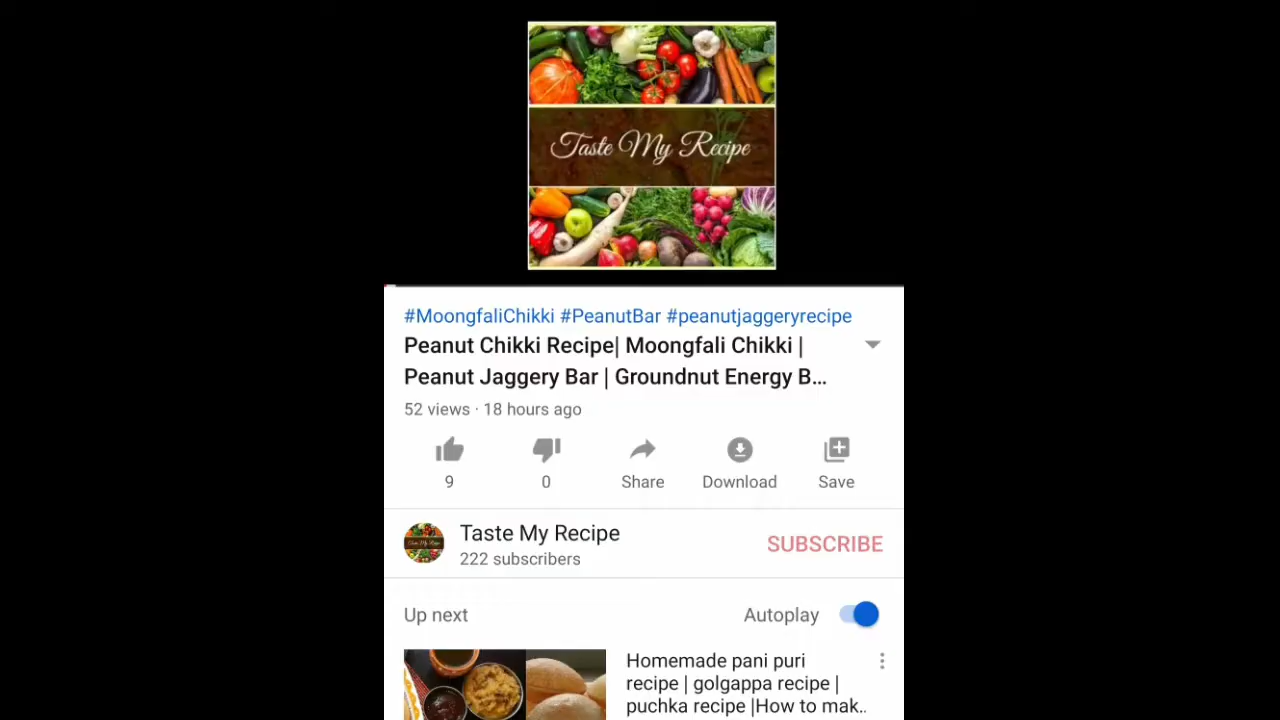 Taste My Recipe
#MoongfaliChikki #PeanutBar #peanutjaggeryrecipe
Peanut Chikki Recipe| Moongfali Chikki |
Peanut Jaggery Bar | Groundnut Energy B...
52 views · 18 hours ago
9
0
Share
Download
Save
Taste My Recipe
222 subscribers
SUBSCRIBE
Up next
Autoplay
Homemade pani puri
recipe | golgappa recipe |
puchka recipe |How to mak..